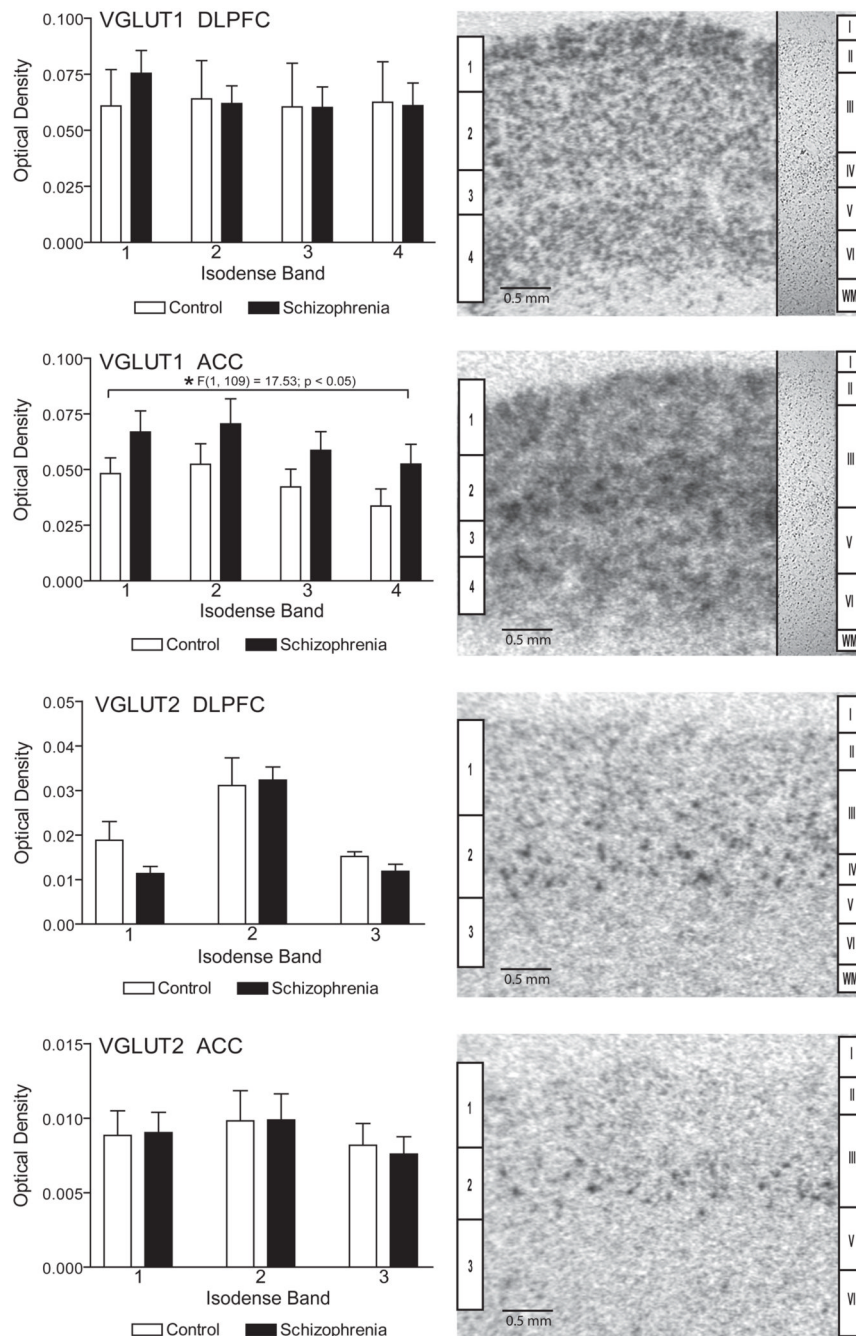 VGLUT1 DLPFC
Optical Density
0.100
0.075
0.050
0.025
0.000
1 2 3 4
Isodense Band
Control Schizophrenia
1
2
3
4
0.5 mm
I
II
III
IV
V
VI
WM
VGLUT1 ACC
* F(1, 109) = 17.53; p < 0.05)
Optical Density
0.100
0.075
0.050
0.025
0.000
1 2 3 4
Isodense Band
Control Schizophrenia
1
2
3
4
0.5 mm
I
II
III
V
VI
WM
VGLUT2 DLPFC
Optical Density
0.05
0.04
0.03
0.02
0.01
0.00
1 2 3
Isodense Band
Control Schizophrenia
1
2
3
0.5 mm
I
II
III
IV
V
VI
WM
VGLUT2 ACC
Optical Density
0.015
0.010
0.005
0.000
1 2 3
Isodense Band
Control Schizophrenia
1
2
3
0.5 mm
I
II
III
V
VI